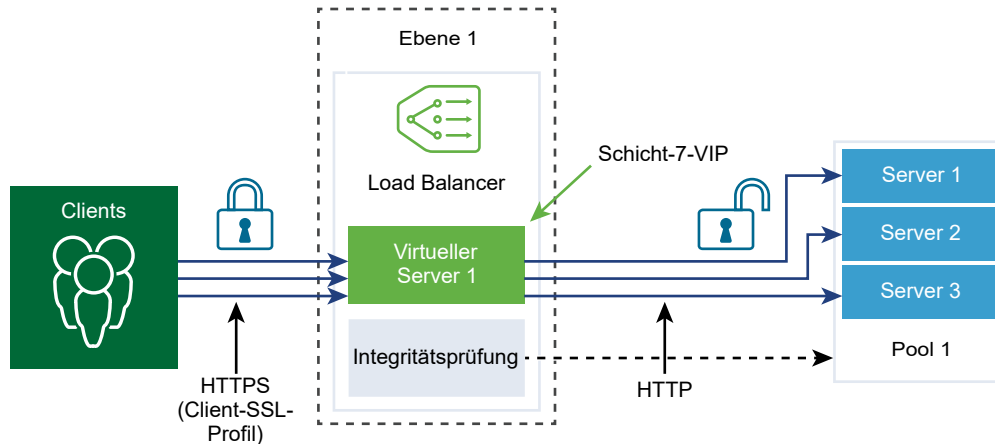 Ebene 1
Load Balancer
Schicht-7-VIP
Clients
Virtueller
Server 1
Server 1
Server 2
Server 3
Pool 1
Integritätsprüfung
HTTPS
(Client-SSL-
Profil)
HTTP